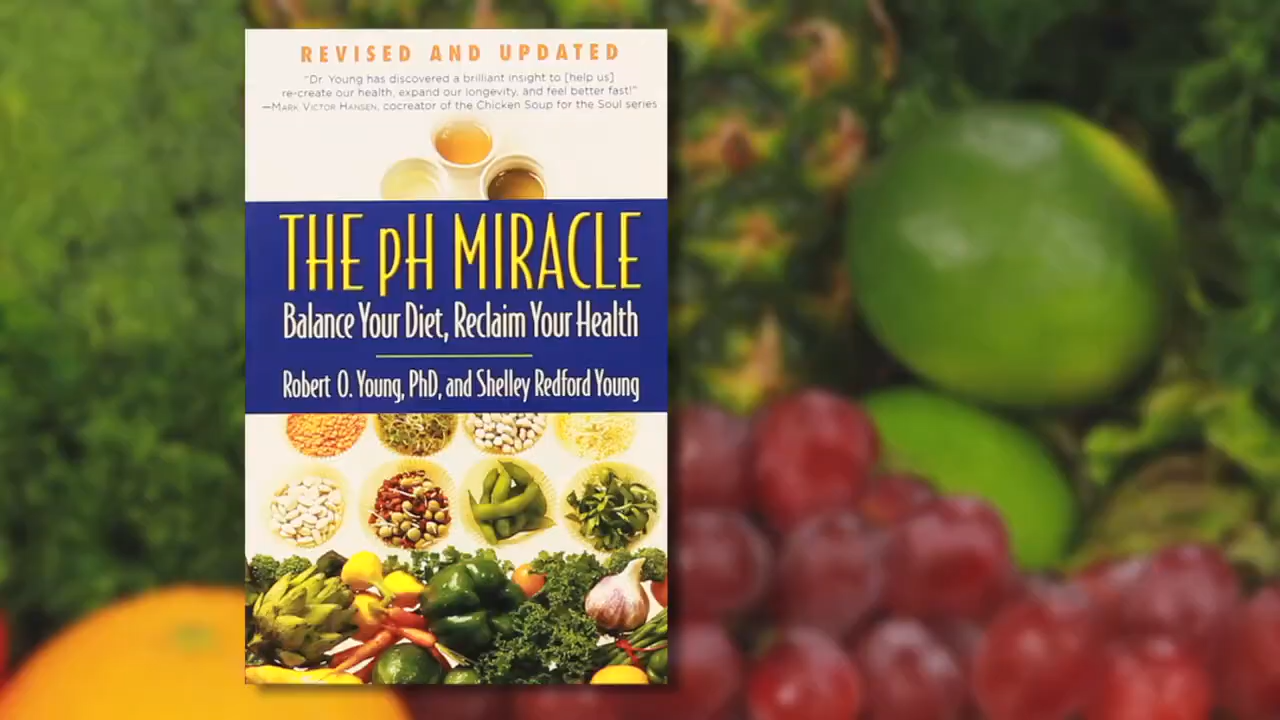 REVISED AND UPDATED
"Dr. Young has discovered a brilliant insight to [help us]
re-create our health, expand our longevity, and feel better fast!"
—Mark Victor Hansen, cocreator of the Chicken Soup for the Soul series
THE pH MIRACLE
Balance Your Diet, Reclaim Your Health
Robert O. Young, PhD, and Shelley Redford Young